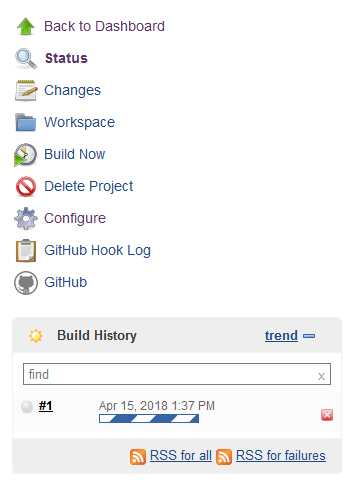 Back to Dashboard
Status
Changes
Workspace
Build Now
Delete Project
Configure
GitHub Hook Log
GitHub
Build History trend
find x
#1 Apr 15, 2018 1:37 PM
RSS for all RSS for failures